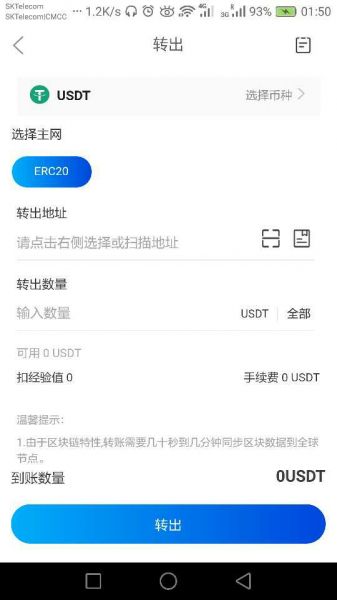 SKTelecom
SKTelecom|CMCC
··· 1.2K/s 4G R 3G 93% 01:50
转出
USDT 选择币种
选择主网
ERC20
转出地址
请点击右侧选择或扫描地址
转出数量
输入数量 USDT 全部
可用 0 USDT
扣经验值 0 手续费 0 USDT
温馨提示：
1.由于区块链特性,转账需要几十秒到几分钟同步区块数据到全球
节点。
到账数量 0USDT
转出